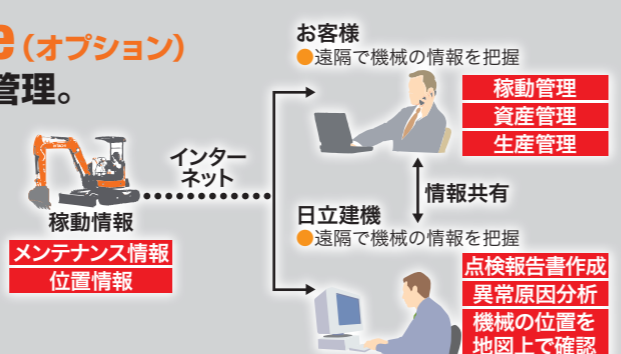 e（オプション）
管理。
お客様
●遠隔で機械の情報を把握
稼動管理
資産管理
生産管理
インター
ネット
稼動情報
メンテナンス情報
位置情報
情報共有
日立建機
●遠隔で機械の情報を把握
点検報告書作成
異常原因分析
機械の位置を
地図上で確認